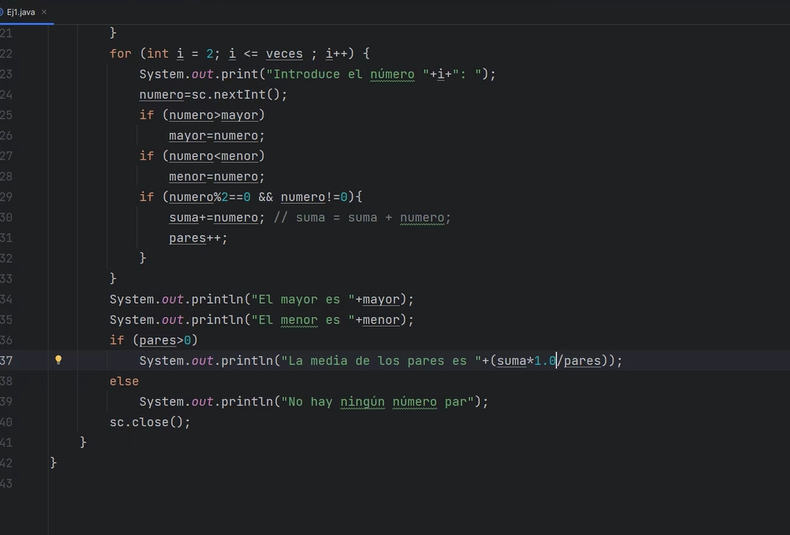 Ej1.java
21 }
22 for (int i = 2; i <= veces ; i++) {
23 System.out.print("Introduce el número "+i+": ");
24 numero=sc.nextInt();
25 if (numero>mayor)
26 mayor=numero;
27 if (numero<menor)
28 menor=numero;
29 if (numero%2==0 && numero!=0){
30 suma+=numero; // suma = suma + numero;
31 pares++;
32 }
33 }
34 System.out.println("El mayor es "+mayor);
35 System.out.println("El menor es "+menor);
36 if (pares>0)
37 System.out.println("La media de los pares es "+(suma*1.0/pares));
38 else
39 System.out.println("No hay ningún número par");
40 sc.close();
41 }
42 }
43